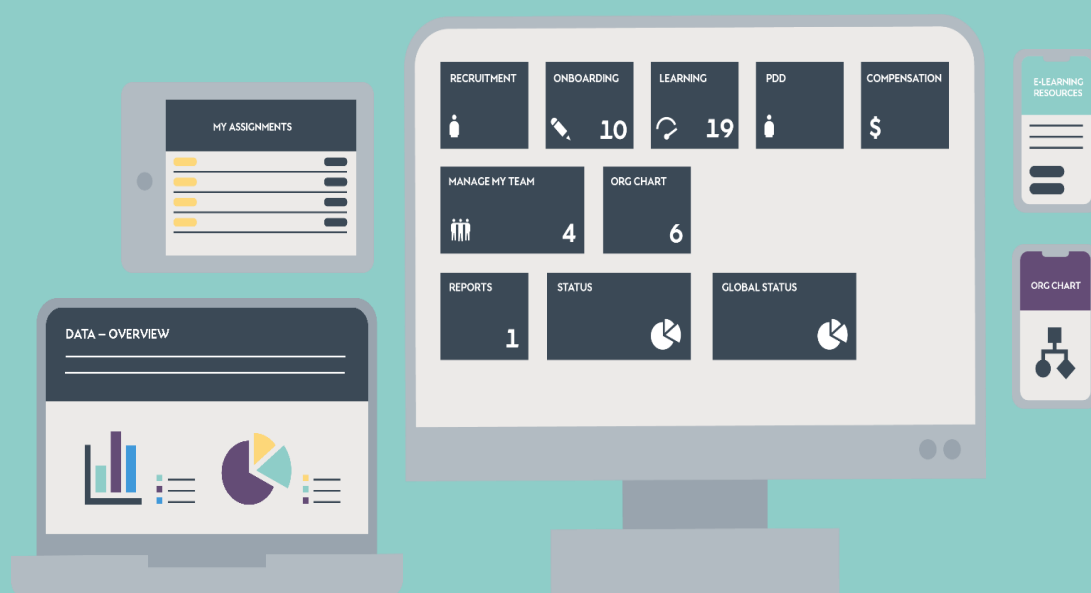 MY ASSIGNMENTS
DATA – OVERVIEW
RECRUITMENT
ONBOARDING
10
LEARNING
19
PDD
COMPENSATION
$
MANAGE MY TEAM
4
ORG CHART
6
REPORTS
1
STATUS
GLOBAL STATUS
E-LEARNING
RESOURCES
ORG CHART